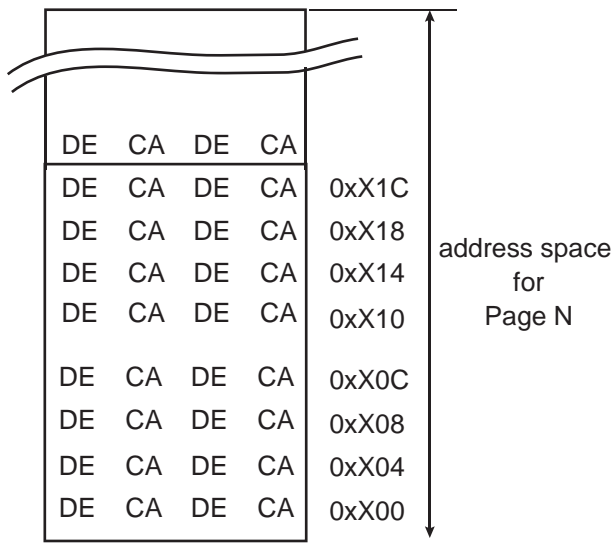 DE CA DE CA
DE CA DE CA 0xX1C
DE CA DE CA 0xX18
DE CA DE CA 0xX14
DE CA DE CA 0xX10
DE CA DE CA 0xX0C
DE CA DE CA 0xX08
DE CA DE CA 0xX04
DE CA DE CA 0xX00
address space
for
Page N